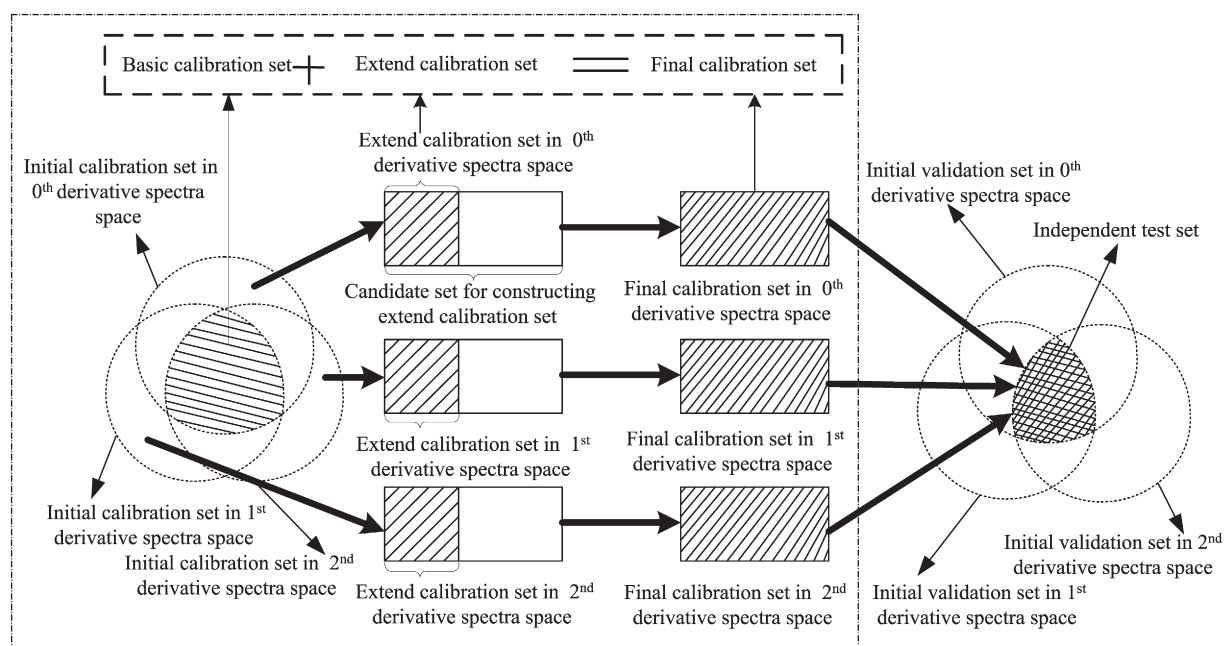 Basic calibration set
Extend calibration set
Final calibration set
Initial calibration set in
0th derivative spectra
space
Extend calibration set in 0th
derivative spectra space
Candidate set for constructing
extend calibration set
Final calibration set in 0th
derivative spectra space
Initial validation set in 0th
derivative spectra space
Independent test set
Extend calibration set in 1st
derivative spectra space
Final calibration set in 1st
derivative spectra space
Initial calibration set in 1st
derivative spectra space
Initial calibration set in 2nd
derivative spectra space
Extend calibration set in 2nd
derivative spectra space
Final calibration set in 2nd
derivative spectra space
Initial validation set in 2nd
derivative spectra space
Initial validation set in 1st
derivative spectra space